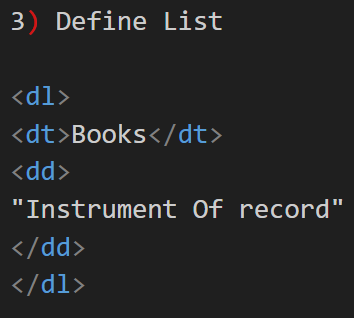 3) Define List
<dl>
<dt>Books</dt>
<dd>
"Instrument Of record"
</dd>
</dl>